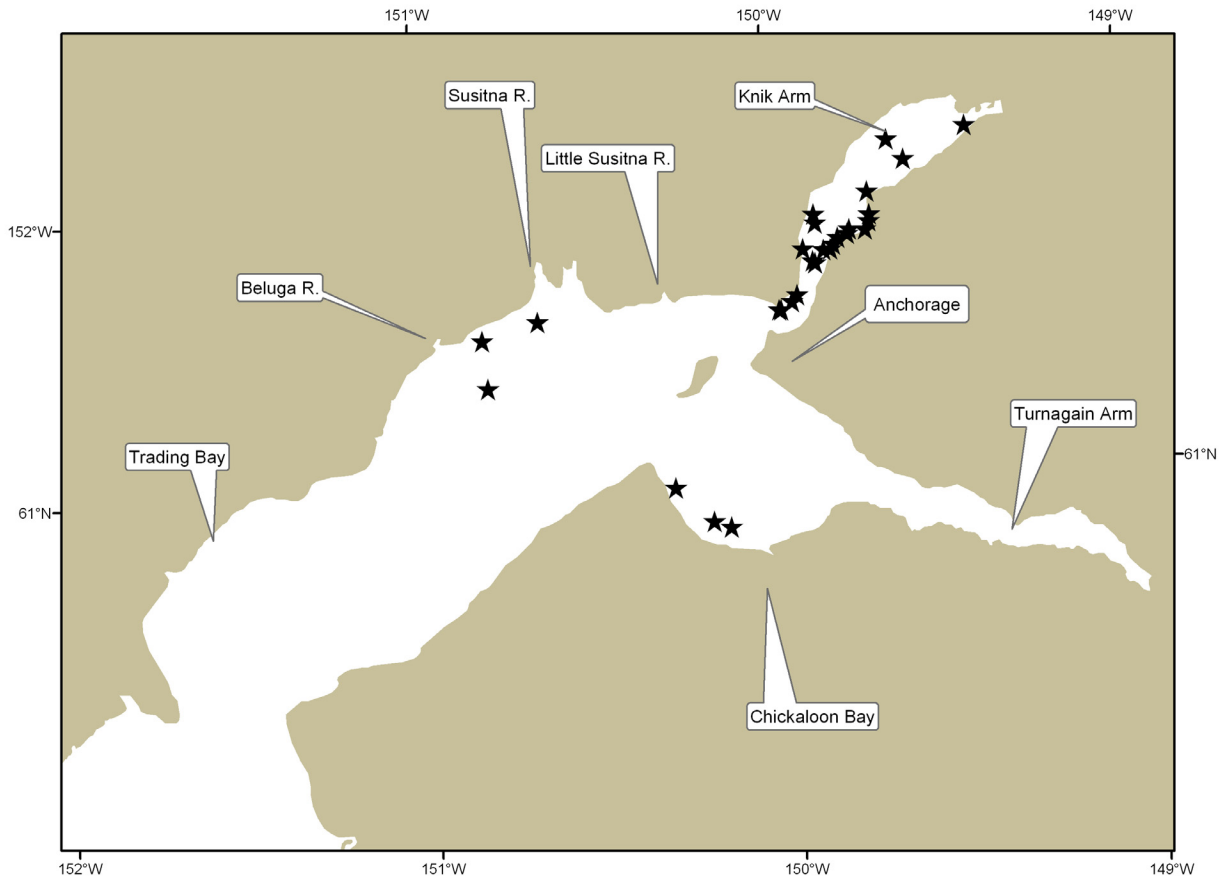 151°W 150°W 149°W
Susitna R.
Knik Arm
Little Susitna R.
152°W
Beluga R.
Anchorage
Turnagain Arm
Trading Bay
61°N
61°N
Chickaloon Bay
152°W 151°W 150°W 149°W